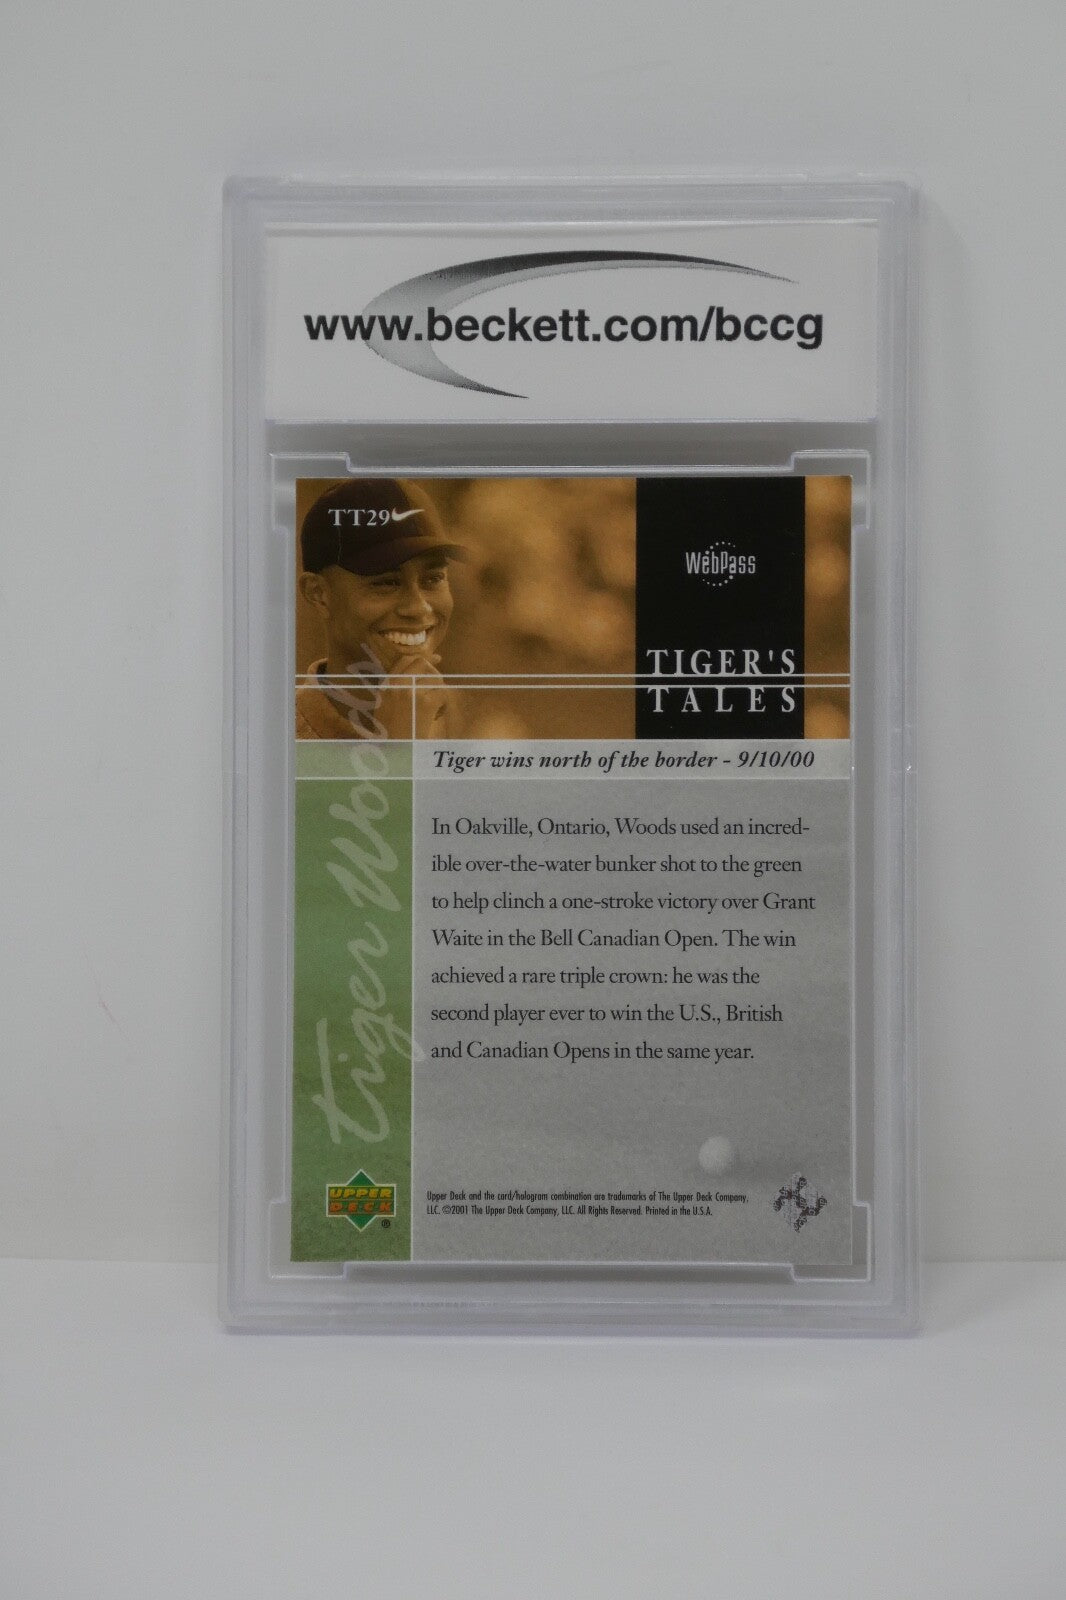 www.beckett.com/bccg
TT29
WebPass
TIGER'S
TALES
Tiger Woods
Tiger wins north of the border - 9/10/00
In Oakville, Ontario, Woods used an incred-
ible over-the-water bunker shot to the green
to help clinch a one-stroke victory over Grant
Waite in the Bell Canadian Open. The win
achieved a rare triple crown: he was the
second player ever to win the U.S., British
and Canadian Opens in the same year.
UPPER
DECK
®
Upper Deck and the card/hologram combination are trademarks of The Upper Deck Company,
LLC. ©2001 The Upper Deck Company, LLC. All Rights Reserved. Printed in the U.S.A.